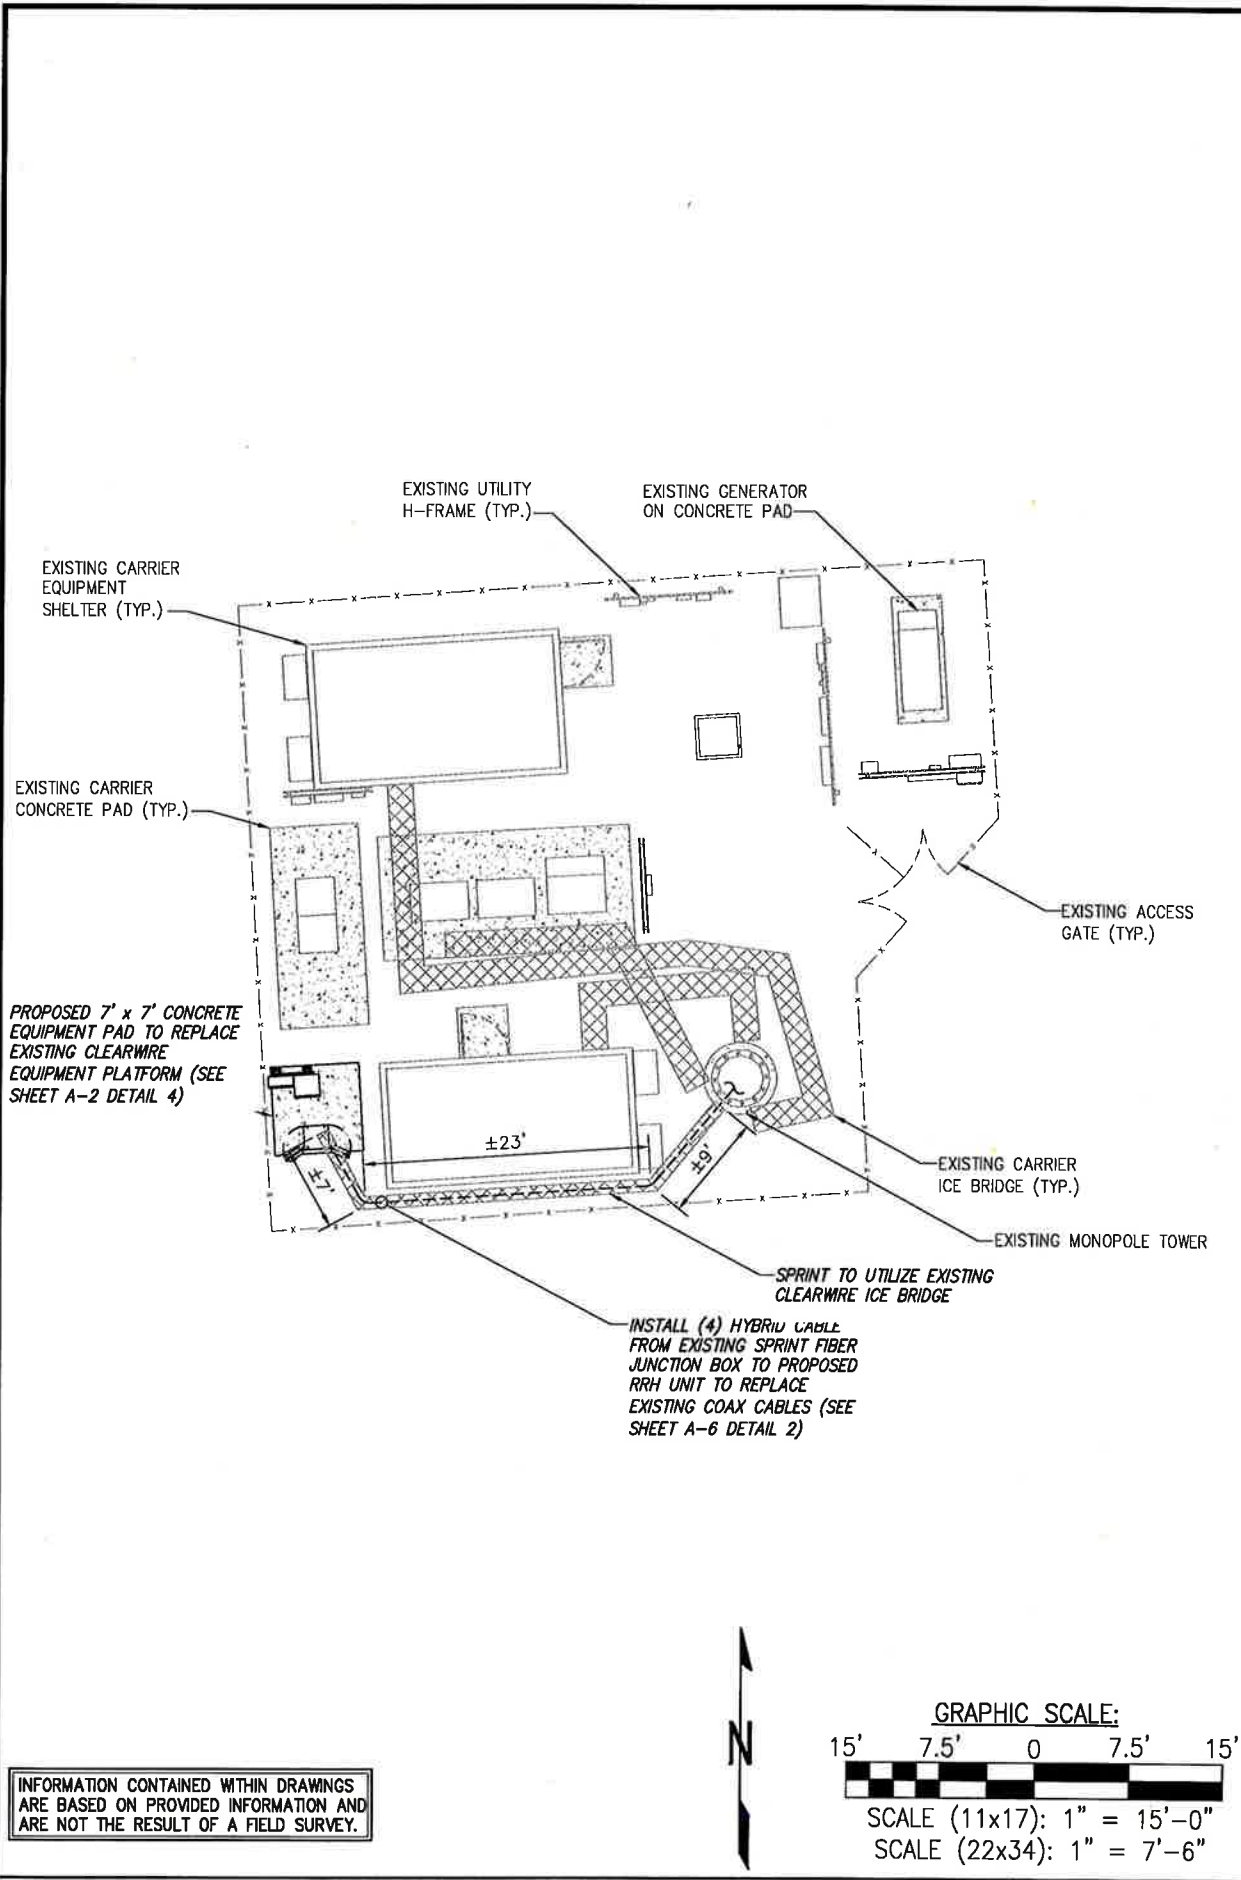 EXISTING UTILITY
H-FRAME (TYP.)
EXISTING GENERATOR
ON CONCRETE PAD
EXISTING CARRIER
EQUIPMENT
SHELTER (TYP.)
EXISTING CARRIER
CONCRETE PAD (TYP.)
EXISTING ACCESS
GATE (TYP.)
PROPOSED 7' x 7' CONCRETE
EQUIPMENT PAD TO REPLACE
EXISTING CLEARWIRE
EQUIPMENT PLATFORM (SEE
SHEET A-2 DETAIL 4)
±23'
±7'
±9'
EXISTING CARRIER
ICE BRIDGE (TYP.)
EXISTING MONOPOLE TOWER
SPRINT TO UTILIZE EXISTING
CLEARWIRE ICE BRIDGE
INSTALL (4) HYBRID CABLE
FROM EXISTING SPRINT FIBER
JUNCTION BOX TO PROPOSED
RRH UNIT TO REPLACE
EXISTING COAX CABLES (SEE
SHEET A-6 DETAIL 2)
N
GRAPHIC SCALE:
15' 7.5' 0 7.5' 15'
SCALE (11x17): 1" = 15'-0"
SCALE (22x34): 1" = 7'-6"
INFORMATION CONTAINED WITHIN DRAWINGS
ARE BASED ON PROVIDED INFORMATION AND
ARE NOT THE RESULT OF A FIELD SURVEY.